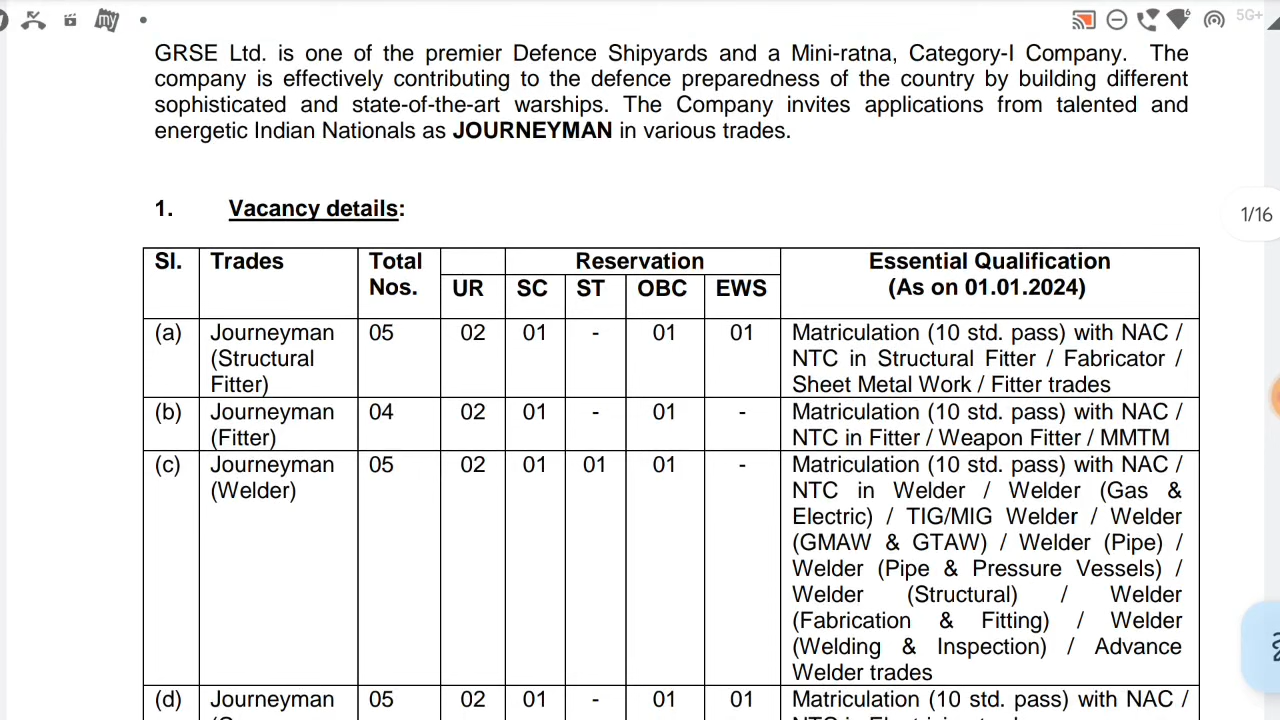 5G+
GRSE Ltd. is one of the premier Defence Shipyards and a Mini-ratna, Category-I Company. The
company is effectively contributing to the defence preparedness of the country by building different
sophisticated and state-of-the-art warships. The Company invites applications from talented and
energetic Indian Nationals as JOURNEYMAN in various trades.
1. Vacancy details:
1/16
Sl. Trades Total Nos. Reservation Essential Qualification
UR SC ST OBC EWS (As on 01.01.2024)
(a) Journeyman 05 02 01 - 01 01 Matriculation (10 std. pass) with NAC /
(Structural NTC in Structural Fitter / Fabricator /
Fitter) Sheet Metal Work / Fitter trades
(b) Journeyman 04 02 01 - 01 - Matriculation (10 std. pass) with NAC /
(Fitter) NTC in Fitter / Weapon Fitter / MMTM
(c) Journeyman 05 02 01 01 01 - Matriculation (10 std. pass) with NAC /
(Welder) NTC in Welder / Welder (Gas &
Electric) / TIG/MIG Welder / Welder
(GMAW & GTAW) / Welder (Pipe) /
Welder (Pipe & Pressure Vessels) /
Welder (Structural) / Welder
(Fabrication & Fitting) / Welder
(Welding & Inspection) / Advance
Welder trades
(d) Journeyman 05 02 01 - 01 01 Matriculation (10 std. pass) with NAC /